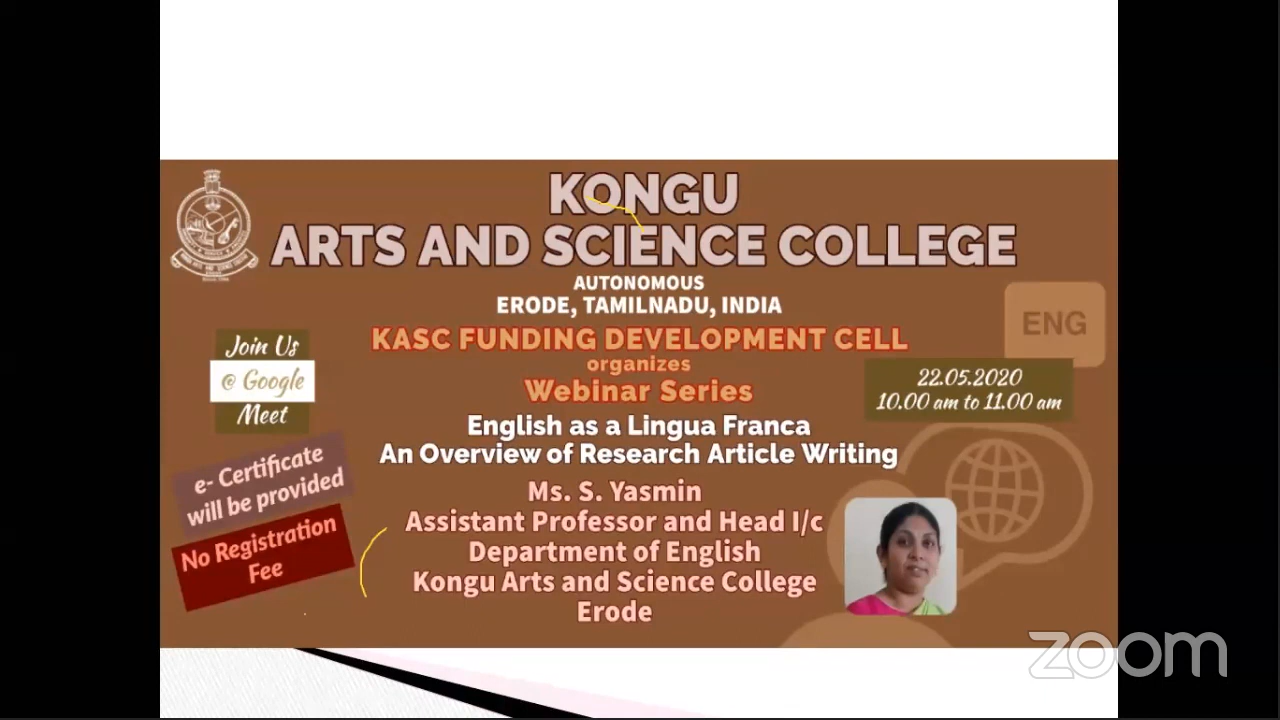 KONGU
ARTS AND SCIENCE COLLEGE
AUTONOMOUS
ERODE, TAMILNADU, INDIA
KASC FUNDING DEVELOPMENT CELL
organizes
Webinar Series
English as a Lingua Franca
An Overview of Research Article Writing
Ms. S. Yasmin
Assistant Professor and Head I/c
Department of English
Kongu Arts and Science College
Erode
Join Us
@ Google
Meet
e- Certificate
will be provided
No Registration
Fee
ENG
22.05.2020
10.00 am to 11.00 am
zoom